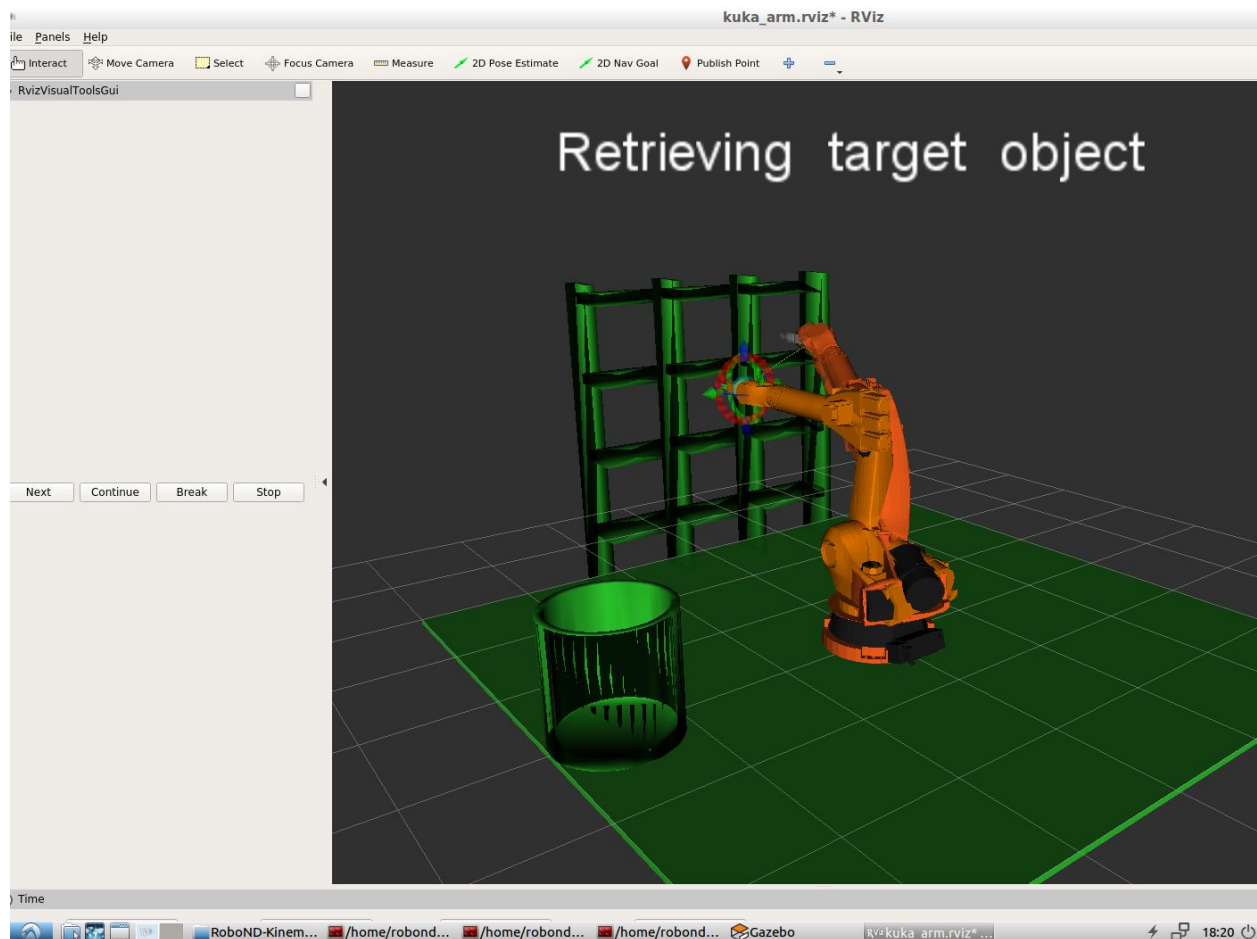 kuka_arm.rviz* - RViz
ile Panels Help
Interact Move Camera Select Focus Camera Measure 2D Pose Estimate 2D Nav Goal Publish Point
RvizVisualToolsGui
Retrieving target object
Next Continue Break Stop
Time
RoboND-Kinem... /home/robond... /home/robond... /home/robond... Gazebo kuka_arm.rviz*... 18:20